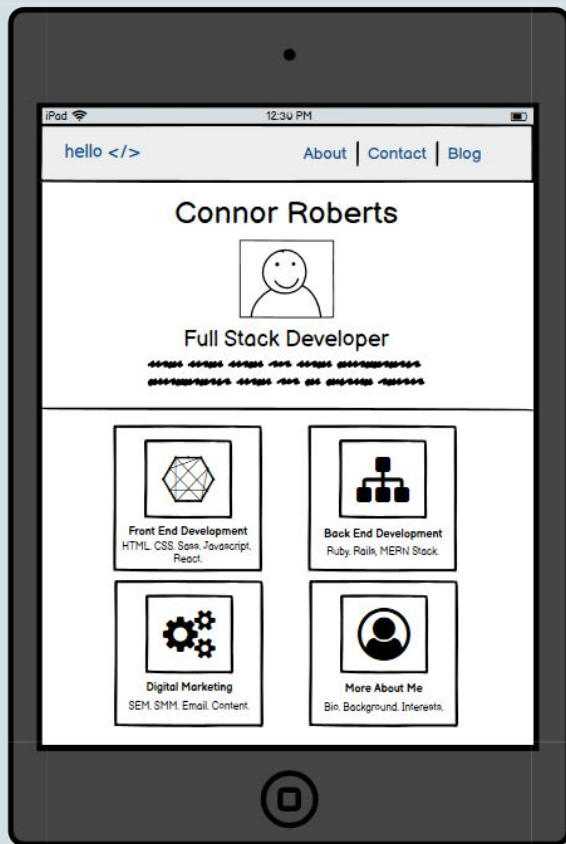 iPad 12:30 PM
hello </> About Contact Blog
Connor Roberts
Full Stack Developer
Front End Development
HTML. CSS. Sass. Javascript.
React.
Back End Development
Ruby. Rails, MERN Stack.
Digital Marketing
SEM. SMM. Email. Content.
More About Me
Bio. Background. Interests.